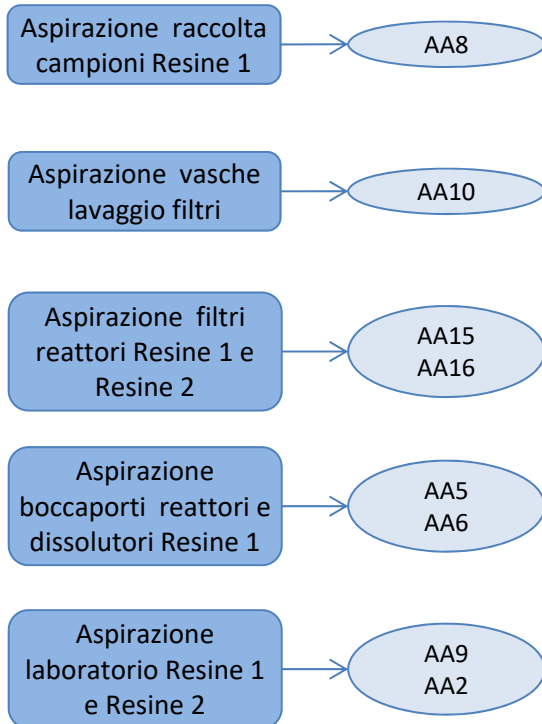 Aspirazione raccolta
campioni Resine 1
AA8
Aspirazione vasche
lavaggio filtri
AA10
Aspirazione filtri
reattori Resine 1 e
Resine 2
AA15
AA16
Aspirazione
boccaporti reattori e
dissolutori Resine 1
AA5
AA6
Aspirazione
laboratorio Resine 1
e Resine 2
AA9
AA2